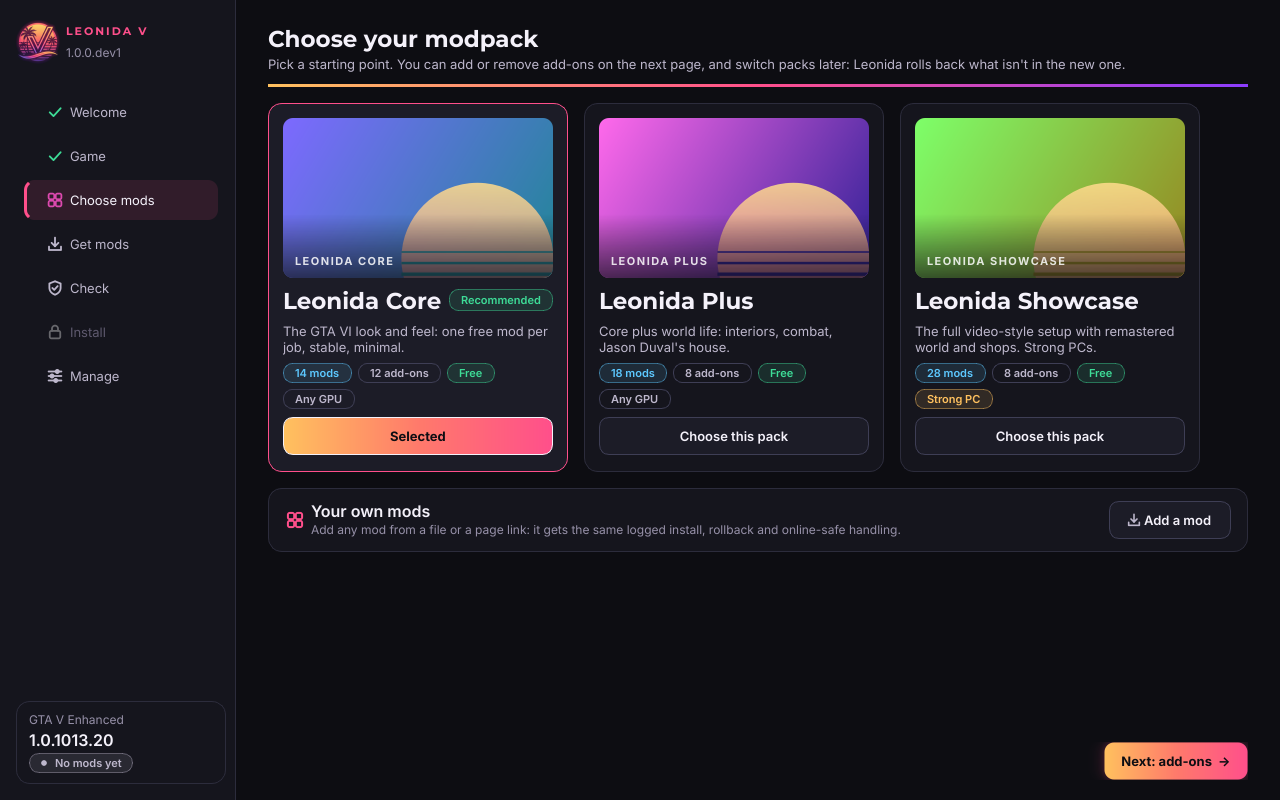 LEONIDA V
1.0.0.dev1
Welcome
Game
Choose mods
Get mods
Check
Install
Manage
GTA V Enhanced
1.0.1013.20
No mods yet
Choose your modpack
Pick a starting point. You can add or remove add-ons on the next page, and switch packs later: Leonida rolls back what isn't in the new one.
LEONIDA CORE
Leonida Core
Recommended
The GTA VI look and feel: one free mod per
job, stable, minimal.
14 mods
12 add-ons
Free
Any GPU
Selected
LEONIDA PLUS
Leonida Plus
Core plus world life: interiors, combat,
Jason Duval's house.
18 mods
8 add-ons
Free
Any GPU
Choose this pack
LEONIDA SHOWCASE
Leonida Showcase
The full video-style setup with remastered
world and shops. Strong PCs.
28 mods
8 add-ons
Free
Strong PC
Choose this pack
Your own mods
Add any mod from a file or a page link: it gets the same logged install, rollback and online-safe handling.
Add a mod
Next: add-ons →